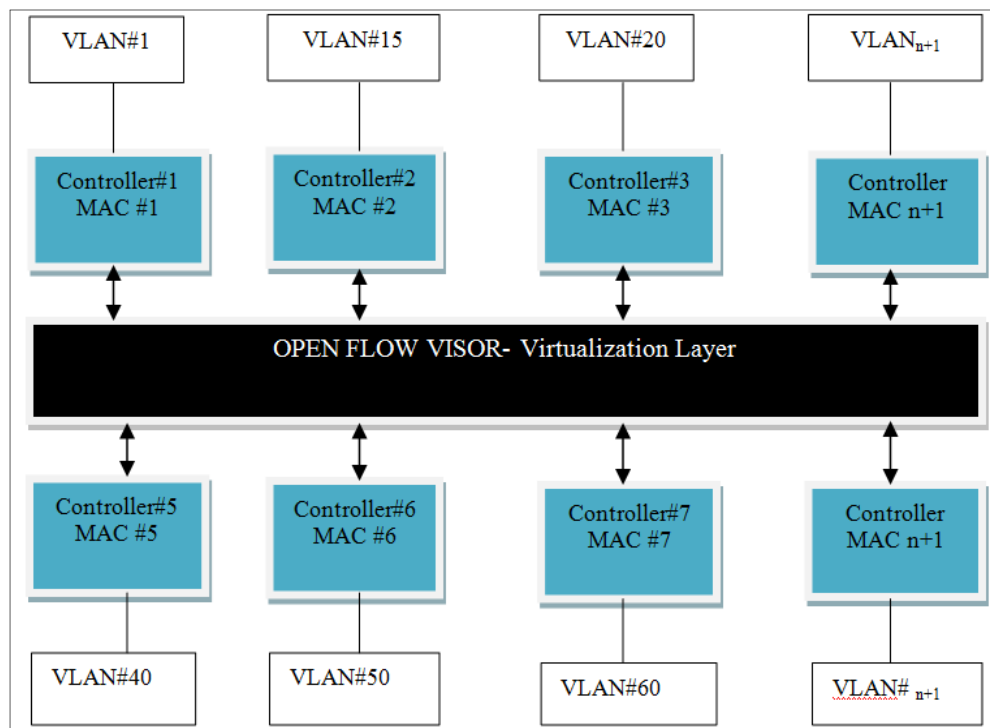 VLAN#1
VLAN#15
VLAN#20
VLANn+1
Controller#1
MAC #1
Controller#2
MAC #2
Controller#3
MAC #3
Controller
MAC n+1
OPEN FLOW VISOR- Virtualization Layer
Controller#5
MAC #5
Controller#6
MAC #6
Controller#7
MAC #7
Controller
MAC n+1
VLAN#40
VLAN#50
VLAN#60
VLAN# n+1